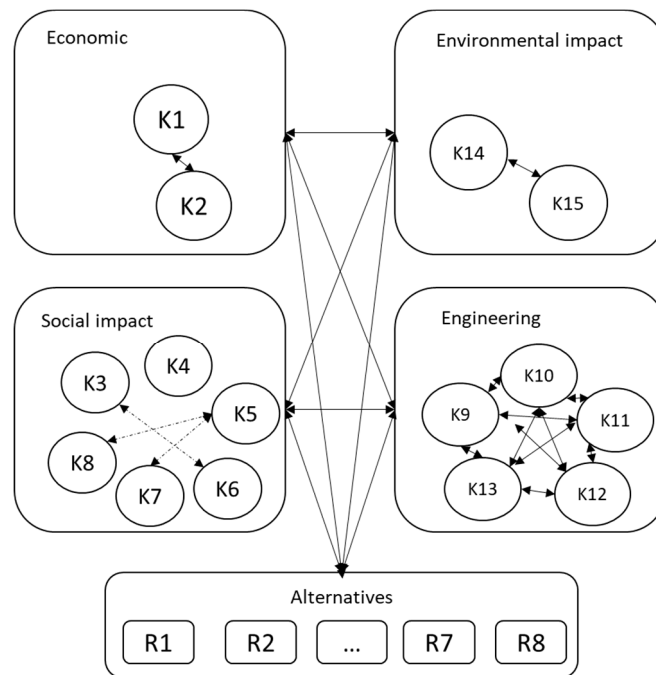 Economic
K1
K2
Environmental impact
K14
K15
Social impact
K3
K4
K5
K8
K7
K6
Engineering
K10
K9
K11
K13
K12
Alternatives
R1 R2 ... R7 R8